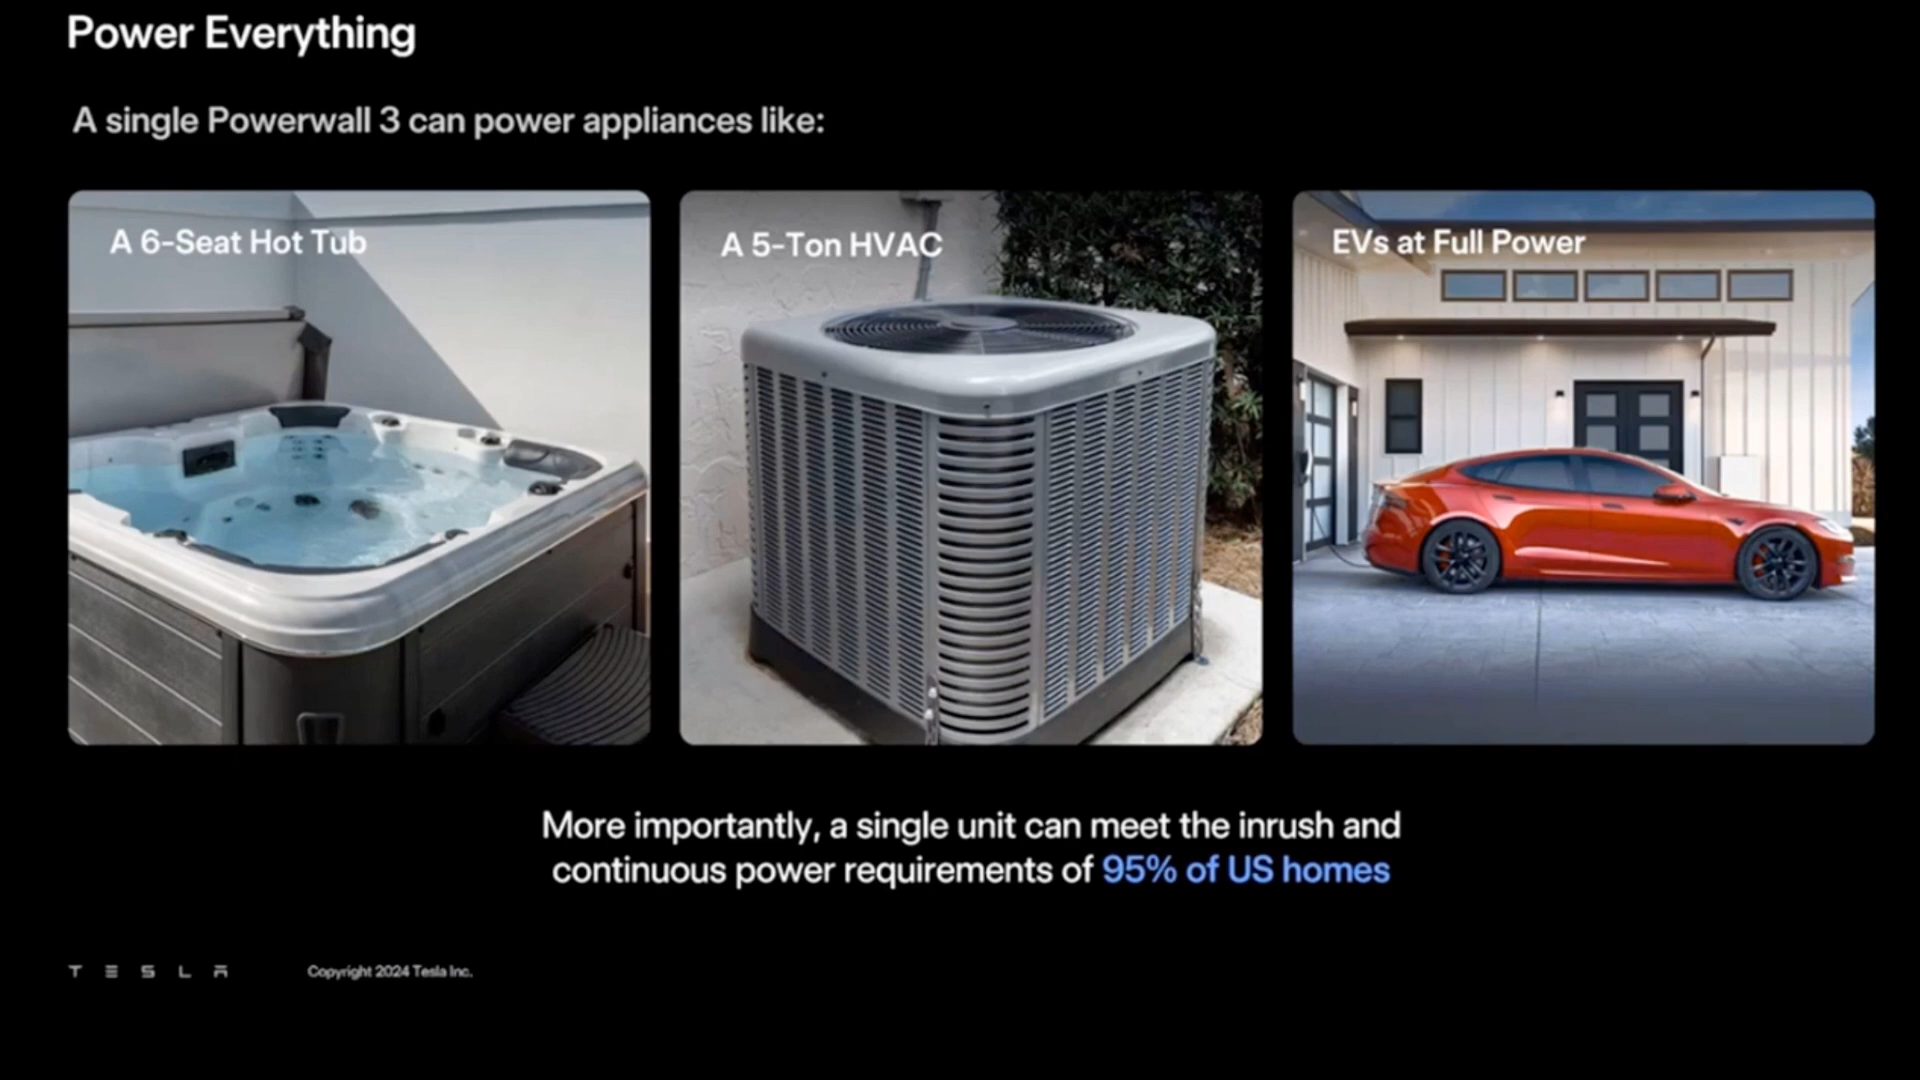 Power Everything
A single Powerwall 3 can power appliances like:
A 6-Seat Hot Tub
A 5-Ton HVAC
EVs at Full Power
More importantly, a single unit can meet the inrush and
continuous power requirements of 95% of US homes
TESLA
Copyright 2024 Tesla Inc.